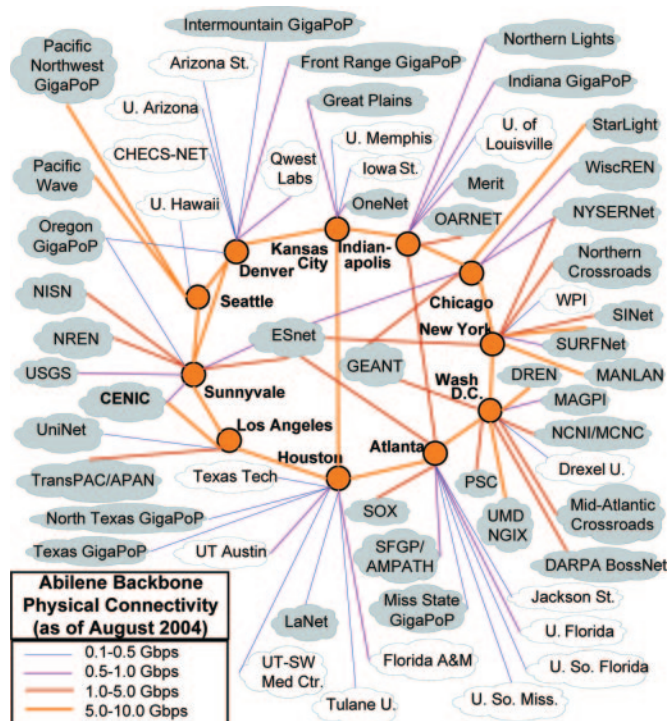 Intermountain GigaPoP
Pacific
Northwest
GigaPoP
Arizona St.
Front Range GigaPoP
Northern Lights
U. Arizona
Great Plains
Indiana GigaPoP
U. Memphis
U. of
Louisville
StarLight
CHECS-NET
Qwest
Labs
Iowa St.
Pacific
Wave
Merit
WiscREN
U. Hawaii
OneNet
OARNET
NYSERNet
Oregon
GigaPoP
Denver
Kansas
City
Indian-
apolis
Northern
Crossroads
NISN
Seattle
Chicago
WPI
NREN
ESnet
New York
SINet
GEANT
SURFNet
USGS
Sunnyvale
Wash
D.C.
DREN
MANLAN
CENIC
MAGPI
UniNet
Los Angeles
Houston
Atlanta
NCNI/MCNC
Texas Tech
PSC
Drexel U.
TransPAC/APAN
SOX
UMD
NGIX
Mid-Atlantic
Crossroads
North Texas GigaPoP
Texas GigaPoP
UT Austin
SFGP/
AMPATH
DARPA BossNet
Abilene Backbone
Physical Connectivity
(as of August 2004)
0.1-0.5 Gbps
0.5-1.0 Gbps
1.0-5.0 Gbps
5.0-10.0 Gbps
LaNet
Miss State
GigaPoP
Jackson St.
UT-SW
Med Ctr.
Florida A&M
U. Florida
U. So. Florida
Tulane U.
U. So. Miss.